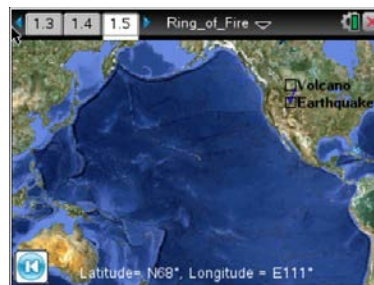 1.3 1.4 1.5 Ring_of_Fire
Volcano
Earthquake
Latitude= N68°, Longitude = E111°